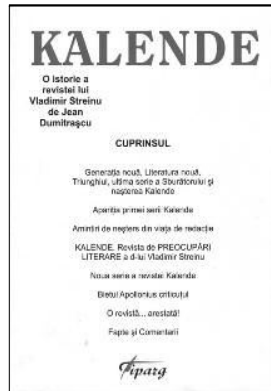 KALENDE
O istorie a
revistei lui
Vladimir Streinu
de Jean
Dumitrașcu
CUPRINSUL
Generația nouă, Literatura nouă,
Triunghiul, ultima serie a Sburătorului și
nașterea Kalende
Apariția primei serii Kalende
Amintiri de neșters din viața de redacție
KALENDE. Revista de PREOCUPĂRI
LITERARE a d-lui Vladimir Streinu
Noua serie a revistei Kalende
Bietul Apollonius criticuțul
O revistă... arestată!
Fapte și Comentarii
Tiparg